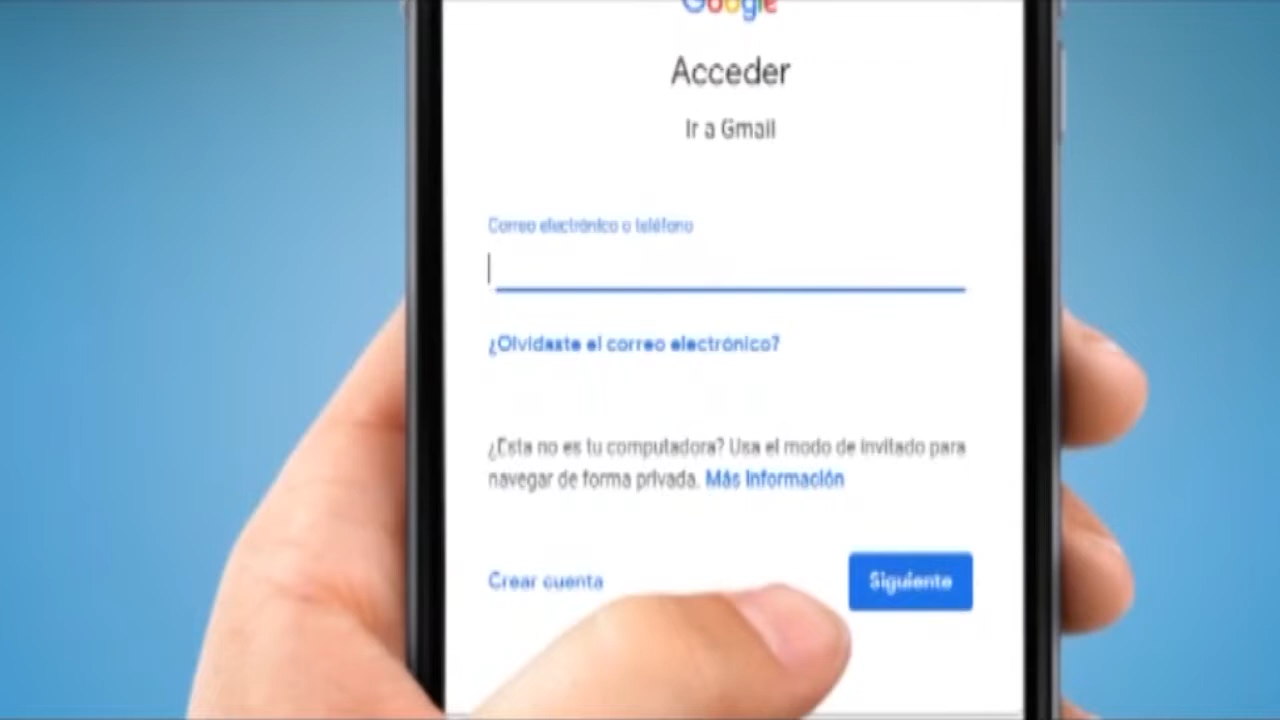 Google
Acceder
Ir a Gmail
Correo electrónico o teléfono
¿Olvidaste el correo electrónico?
¿Esta no es tu computadora? Usa el modo de invitado para
navegar de forma privada. Más información
Crear cuenta
Siguiente